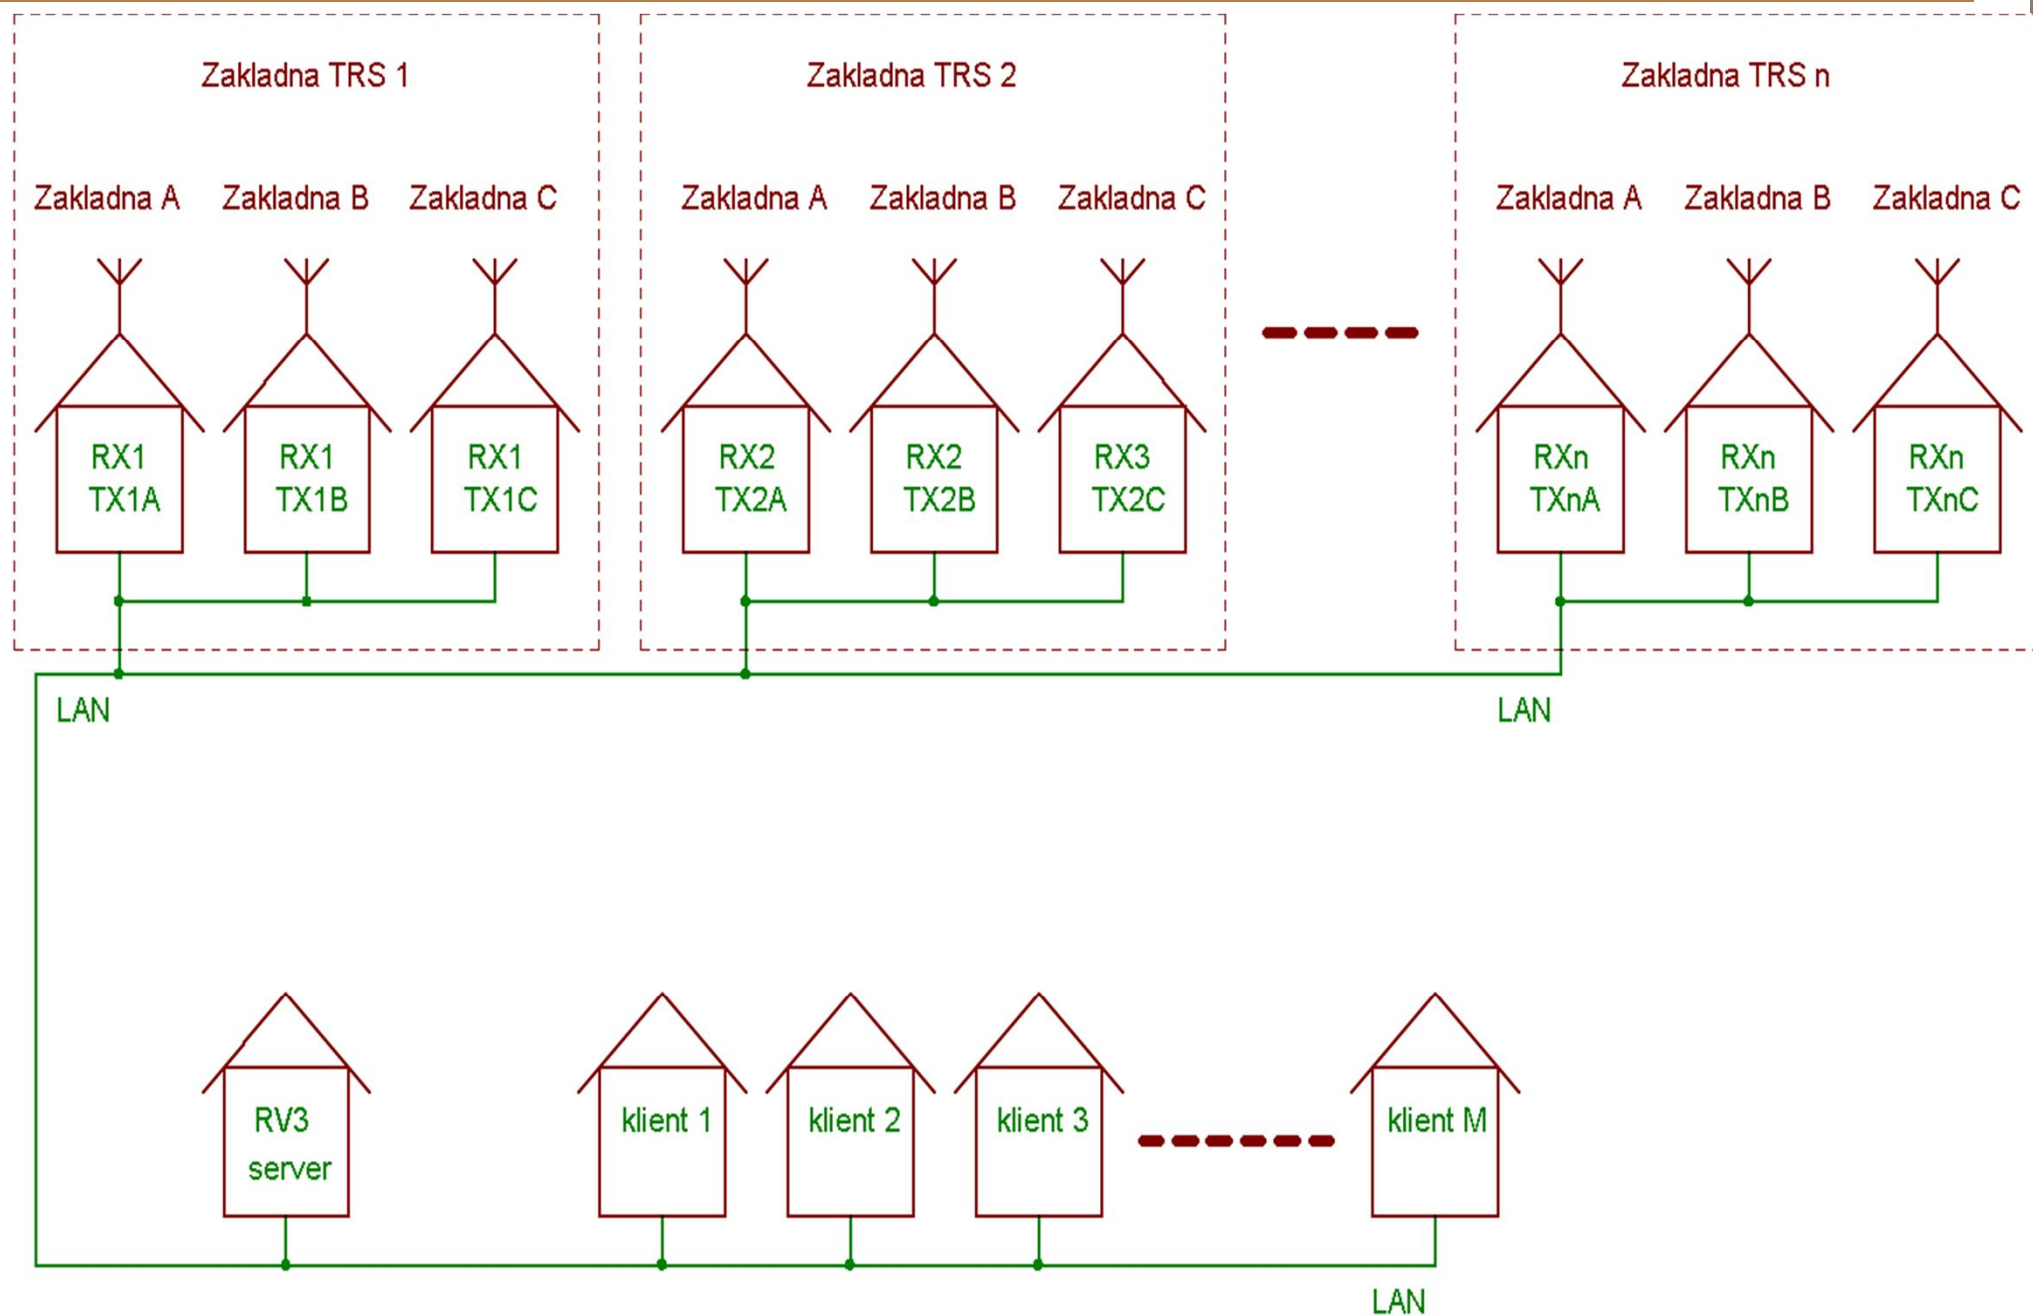 Zakladna TRS 1
Zakladna TRS 2
Zakladna TRS n
Zakladna A
Zakladna B
Zakladna C
Zakladna A
Zakladna B
Zakladna C
Zakladna A
Zakladna B
Zakladna C
RX1
TX1A
RX1
TX1B
RX1
TX1C
RX2
TX2A
RX2
TX2B
RX3
TX2C
RXn
TXnA
RXn
TXnB
RXn
TXnC
LAN
LAN
RV3
server
klient 1
klient 2
klient 3
klient M
LAN